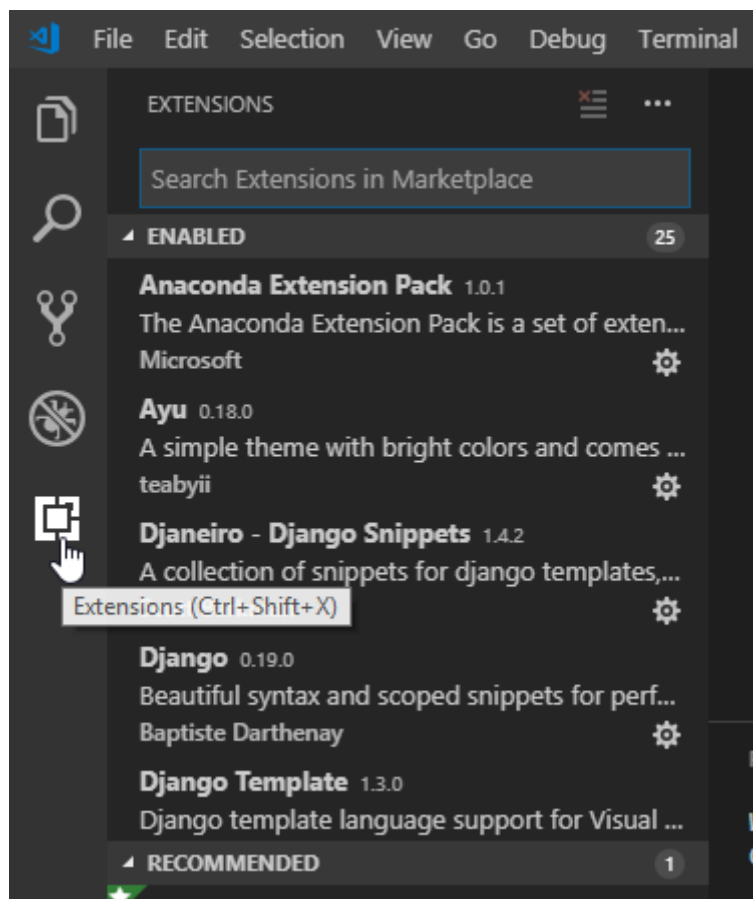 File Edit Selection View Go Debug Terminal
EXTENSIONS
Search Extensions in Marketplace
ENABLED 25
Anaconda Extension Pack 1.0.1
The Anaconda Extension Pack is a set of exten...
Microsoft
Ayu 0.18.0
A simple theme with bright colors and comes ...
teabyii
Djaneiro - Django Snippets 1.4.2
A collection of snippets for django templates,...
Extensions (Ctrl+Shift+X)
Django 0.19.0
Beautiful syntax and scoped snippets for perf...
Baptiste Darthenay
Django Template 1.3.0
Django template language support for Visual ...
RECOMMENDED 1